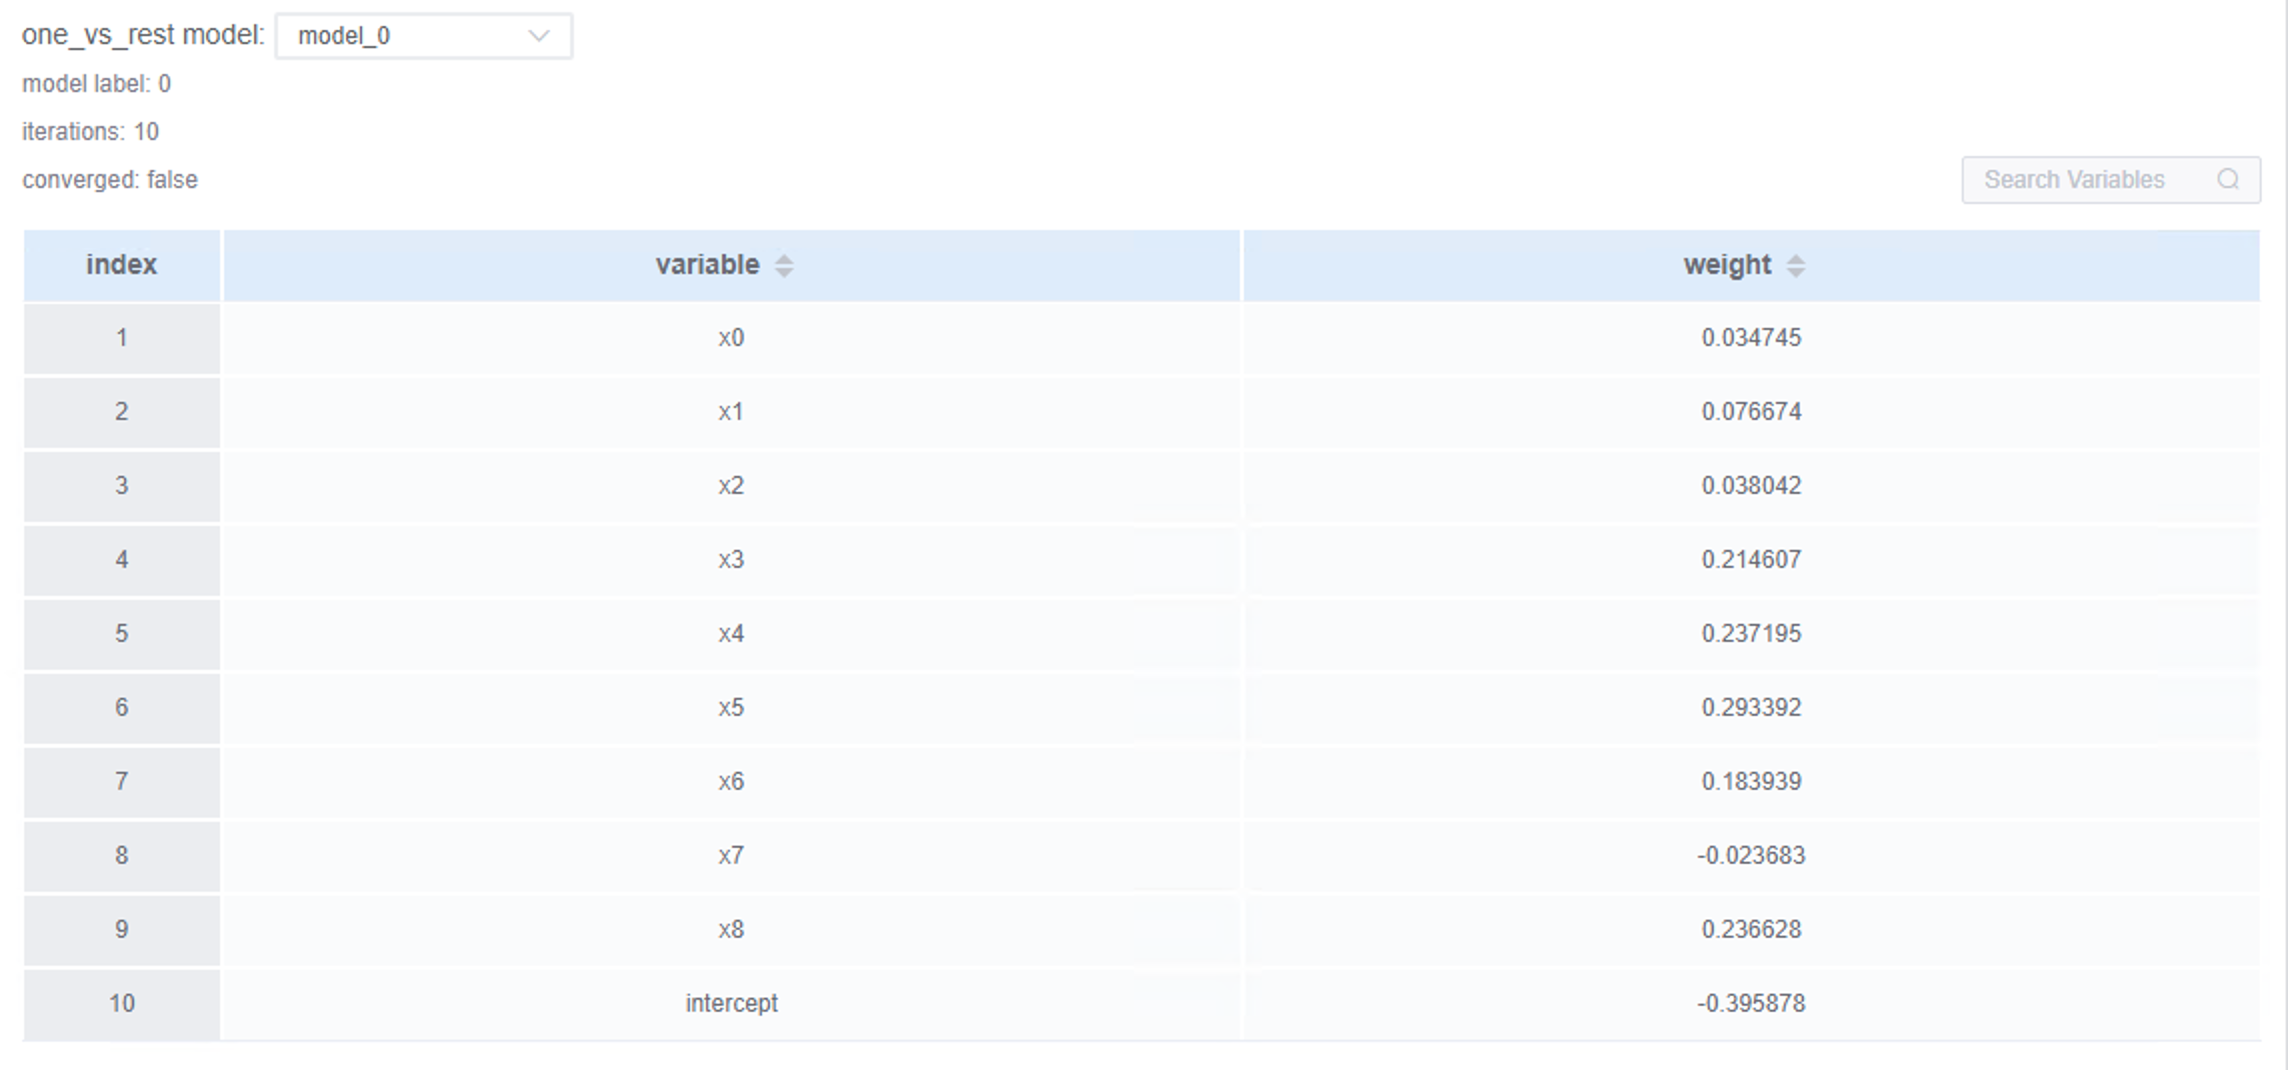 one_vs_rest model: model_0
model label: 0
iterations: 10
converged: false
Search Variables
index variable weight
1 x0 0.034745
2 x1 0.076674
3 x2 0.038042
4 x3 0.214607
5 x4 0.237195
6 x5 0.293392
7 x6 0.183939
8 x7 -0.023683
9 x8 0.236628
10 intercept -0.395878